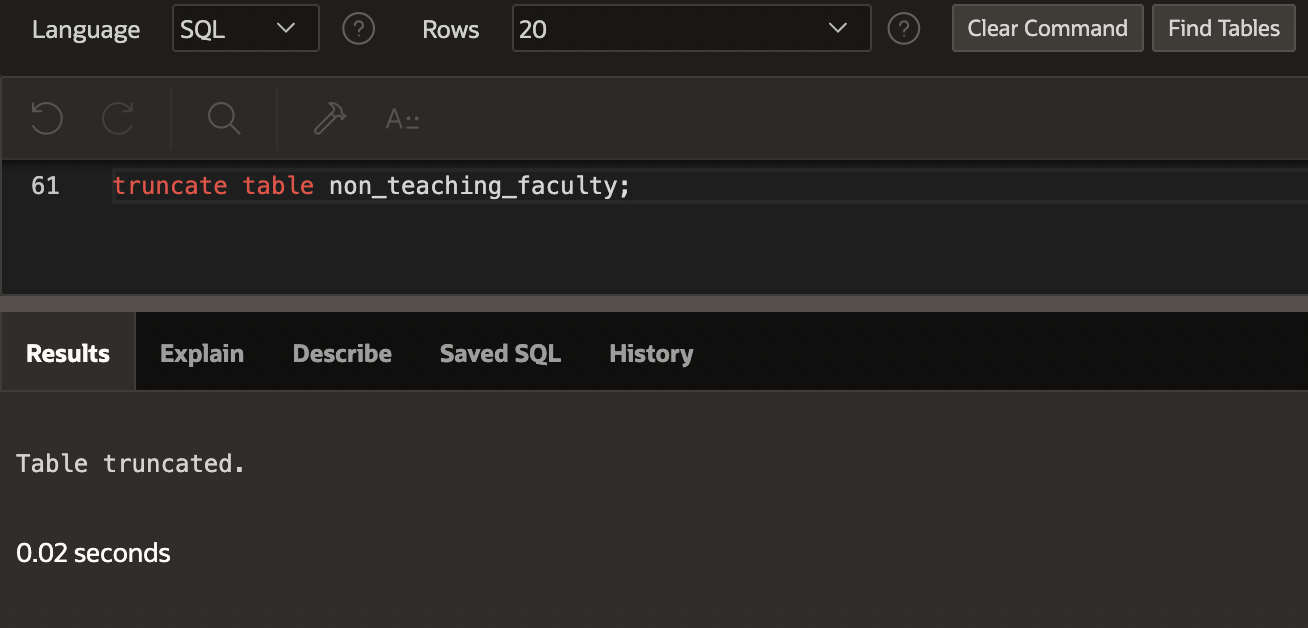 Language SQL ? Rows 20 ? Clear Command Find Tables
A::
61 truncate table non_teaching_faculty;
Results Explain Describe Saved SQL History
Table truncated.
0.02 seconds